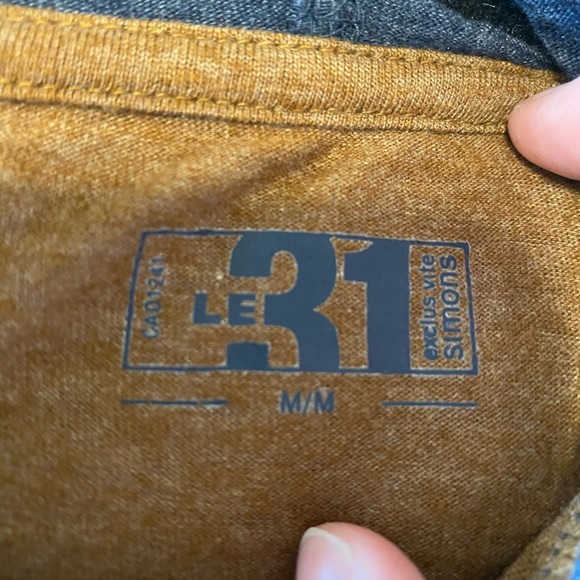 CA01241
LE 31
exclusivité
simons
M/M